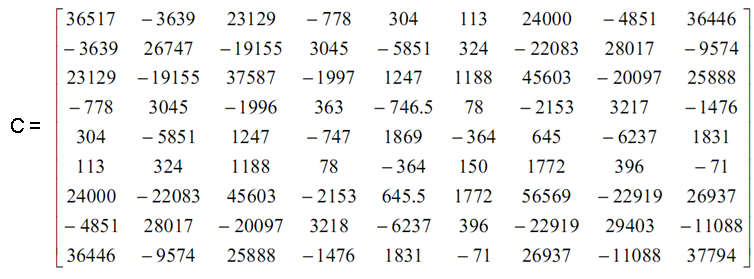 36517 − 3639 23129 − 778 304 113 24000 − 4851 36446
− 3639 26747 − 19155 3045 − 5851 324 − 22083 28017 − 9574
23129 − 19155 37587 − 1997 1247 1188 45603 − 20097 25888
− 778 3045 − 1996 363 − 746.5 78 − 2153 3217 − 1476
C = 304 − 5851 1247 − 747 1869 − 364 645 − 6237 1831
113 324 1188 78 − 364 150 1772 396 − 71
24000 − 22083 45603 − 2153 645.5 1772 56569 − 22919 26937
− 4851 28017 − 20097 3218 − 6237 396 − 22919 29403 − 11088
36446 − 9574 25888 − 1476 1831 − 71 26937 − 11088 37794